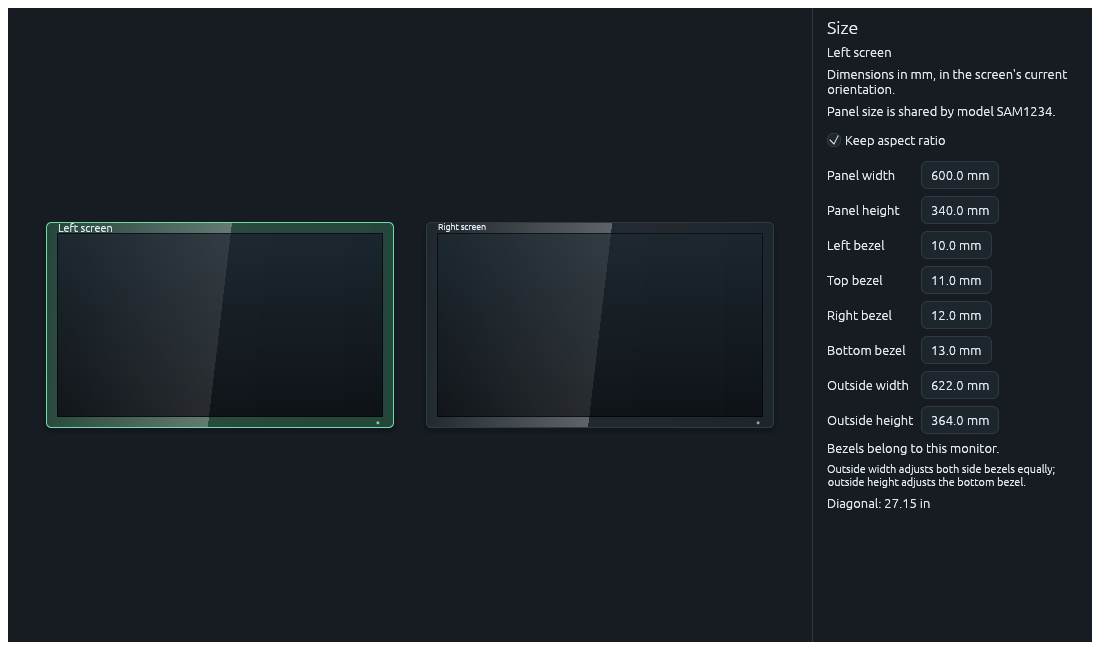 Left screen
Right screen
Size
Left screen
Dimensions in mm, in the screen's current
orientation.
Panel size is shared by model SAM1234.
Keep aspect ratio
Panel width 600.0 mm
Panel height 340.0 mm
Left bezel 10.0 mm
Top bezel 11.0 mm
Right bezel 12.0 mm
Bottom bezel 13.0 mm
Outside width 622.0 mm
Outside height 364.0 mm
Bezels belong to this monitor.
Outside width adjusts both side bezels equally;
outside height adjusts the bottom bezel.
Diagonal: 27.15 in